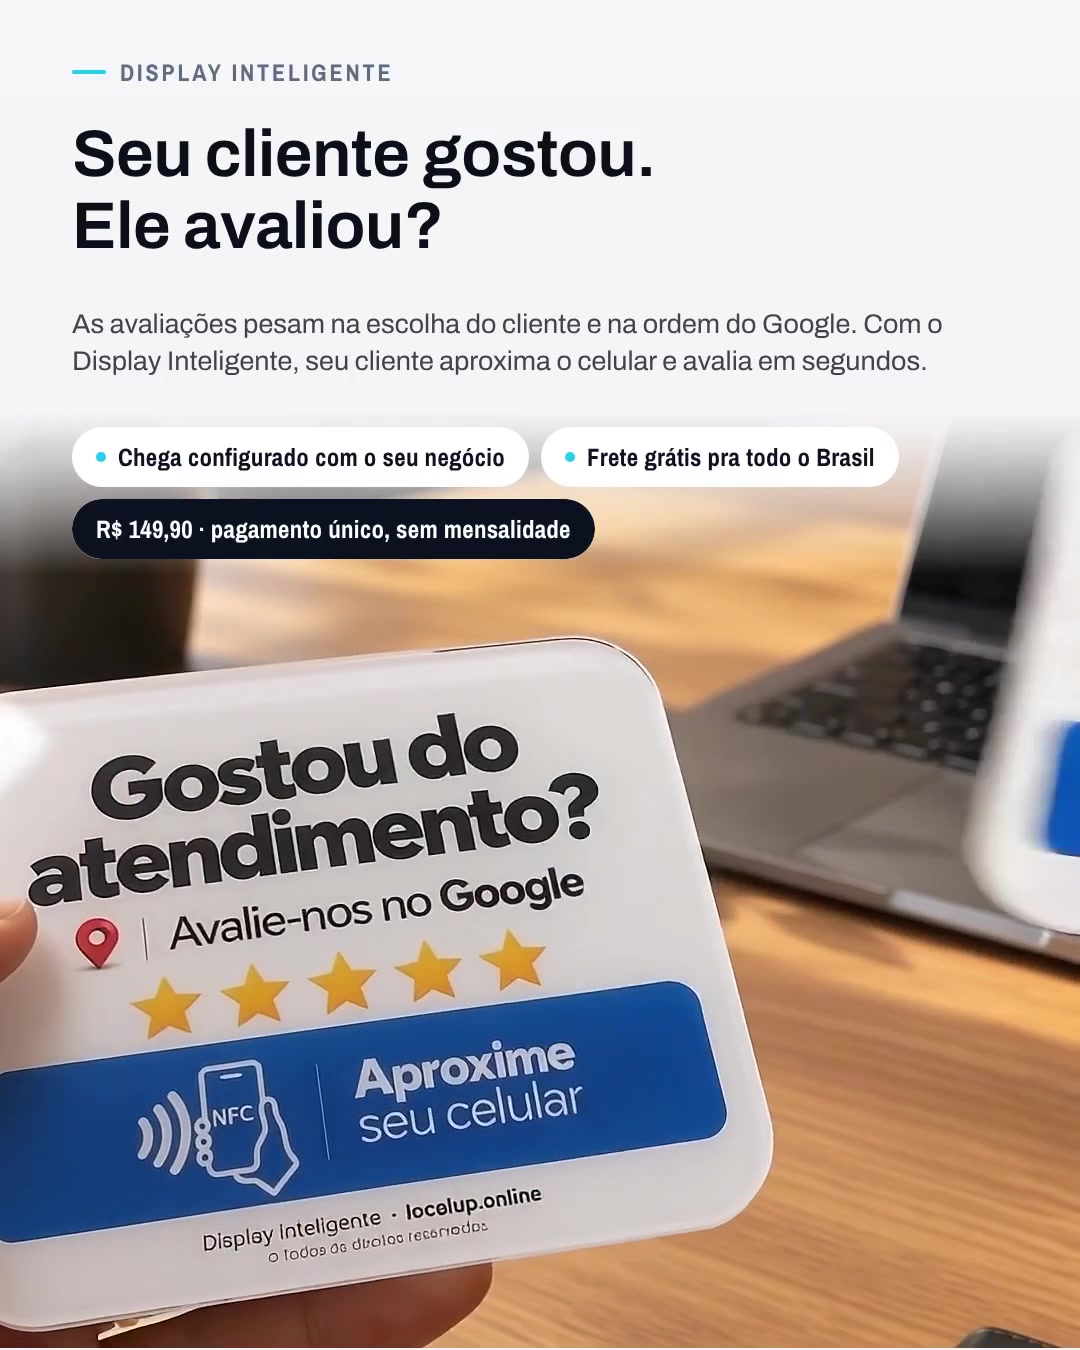 DISPLAY INTELIGENTE
Seu cliente gostou.
Ele avaliou?
As avaliações pesam na escolha do cliente e na ordem do Google. Com o
Display Inteligente, seu cliente aproxima o celular e avalia em segundos.
Chega configurado com o seu negócio
Frete grátis pra todo o Brasil
R$ 149,90 · pagamento único, sem mensalidade
Gostou do
atendimento?
Avalie-nos no Google
NFC
Aproxime
seu celular
Display Inteligente · locelup.online